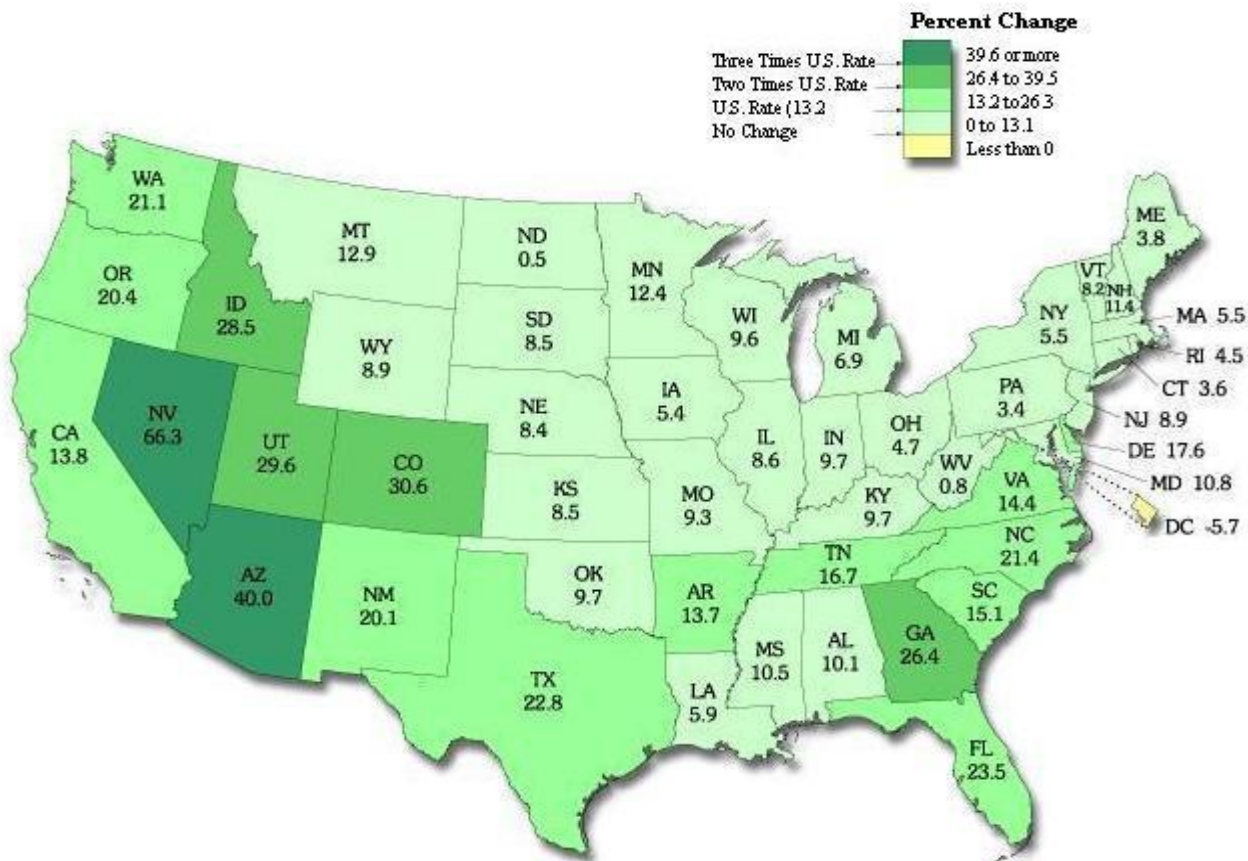 Percent Change
Three Times U.S. Rate
39.6 or more
Two Times U.S. Rate
26.4 to 39.5
U.S. Rate (13.2
13.2 to26.3
No Change
0 to 13.1
Less than 0
WA
21.1
OR
20.4
ID
28.5
MT
12.9
ND
0.5
MN
12.4
WI
9.6
MI
6.9
ME
3.8
VT
8.2
NH
11.4
NY
5.5
MA 5.5
RI 4.5
CT 3.6
NJ 8.9
DE 17.6
MD 10.8
DC -5.7
SD
8.5
WY
8.9
NE
8.4
IA
5.4
PA
3.4
CA
13.8
NV
66.3
UT
29.6
CO
30.6
KS
8.5
MO
9.3
IL
8.6
IN
9.7
OH
4.7
WV
0.8
VA
14.4
KY
9.7
NC
21.4
TN
16.7
AZ
40.0
NM
20.1
OK
9.7
AR
13.7
SC
15.1
MS
10.5
AL
10.1
GA
26.4
TX
22.8
LA
5.9
FL
23.5